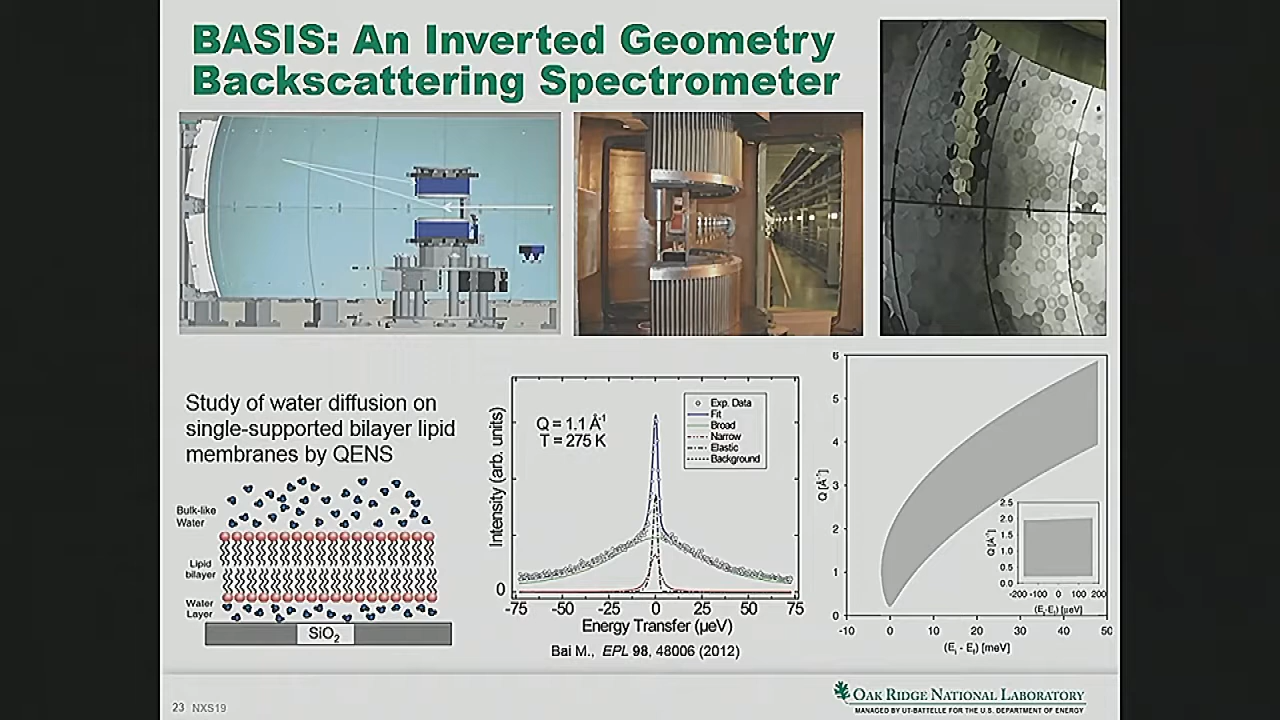 BASIS: An Inverted Geometry
Backscattering Spectrometer
Study of water diffusion on
single-supported bilayer lipid
membranes by QENS
Bulk-like
Water
Lipid
bilayer
Water
Layer
SiO₂
Intensity (arb. units)
Q = 1.1 Å⁻¹
T = 275 K
Exp. Data
Fit
Broad
Narrow
Elastic
Background
0
-75 -50 -25 0 25 50 75
Energy Transfer (μeV)
Bai M., EPL 98, 48006 (2012)
Q [Å⁻¹]
6
5
4
3
2
1
0
-10 0 10 20 30 40 50
(Eᵢ - E_f) [meV]
Q [Å⁻¹]
2.5
2.0
1.5
1.0
0.5
0.0
-200 -100 0 100 200
(Eᵢ-E_f) [μeV]
23 NXS19
OAK RIDGE NATIONAL LABORATORY
MANAGED BY UT-BATTELLE FOR THE U.S. DEPARTMENT OF ENERGY